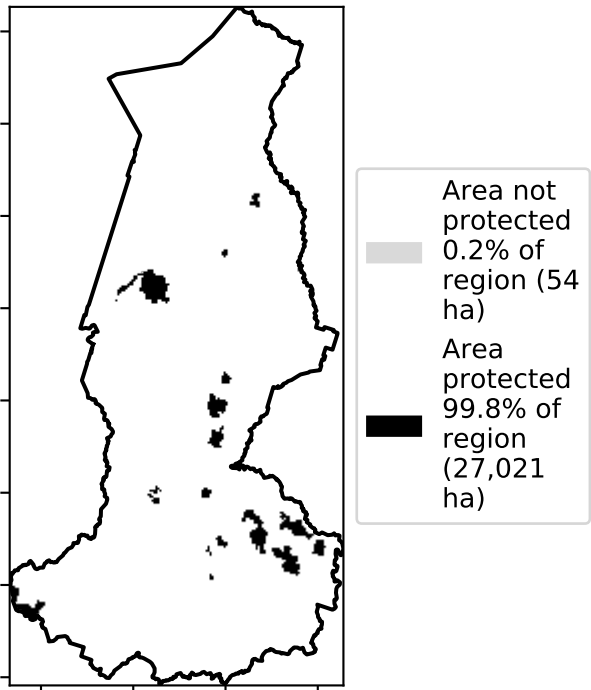 Area not
protected
0.2% of
region (54
ha)
Area
protected
99.8% of
region
(27,021
ha)